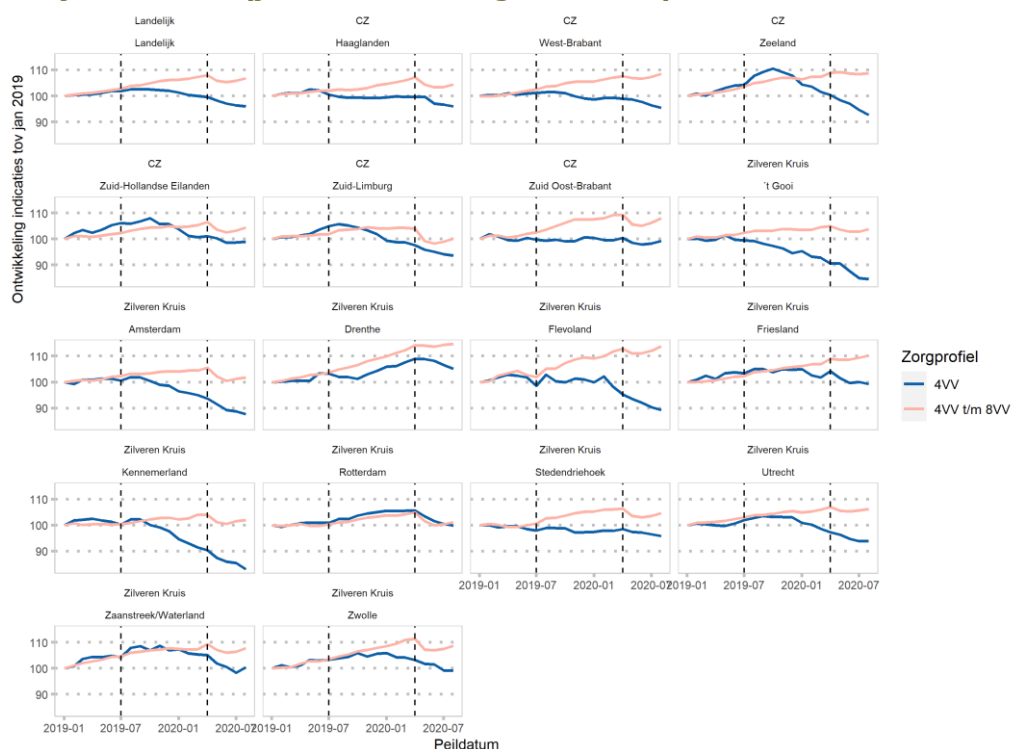 Landelijk CZ CZ CZ
Landelijk Haaglanden West-Brabant Zeeland
110
100
90
CZ CZ CZ Zilveren Kruis
Zuid-Hollandse Eilanden Zuid-Limburg Zuid Oost-Brabant 't Gooi
110
100
90
Ontwikkeling indicaties tov jan 2019
Zilveren Kruis Zilveren Kruis Zilveren Kruis Zilveren Kruis
Amsterdam Drenthe Flevoland Friesland
110
100
90
Zorgprofiel
4VV
4VV t/m 8VV
Zilveren Kruis Zilveren Kruis Zilveren Kruis Zilveren Kruis
Kennemerland Rotterdam Stedendriehoek Utrecht
110
100
90
2019-01 2019-07 2020-01 2020-07 2019-01 2019-07 2020-01 2020-07
Zilveren Kruis Zilveren Kruis
Zaanstreek/Waterland Zwolle
110
100
90
2019-01 2019-07 2020-01 2020-07 2019-01 2019-07 2020-01 2020-07
Peildatum